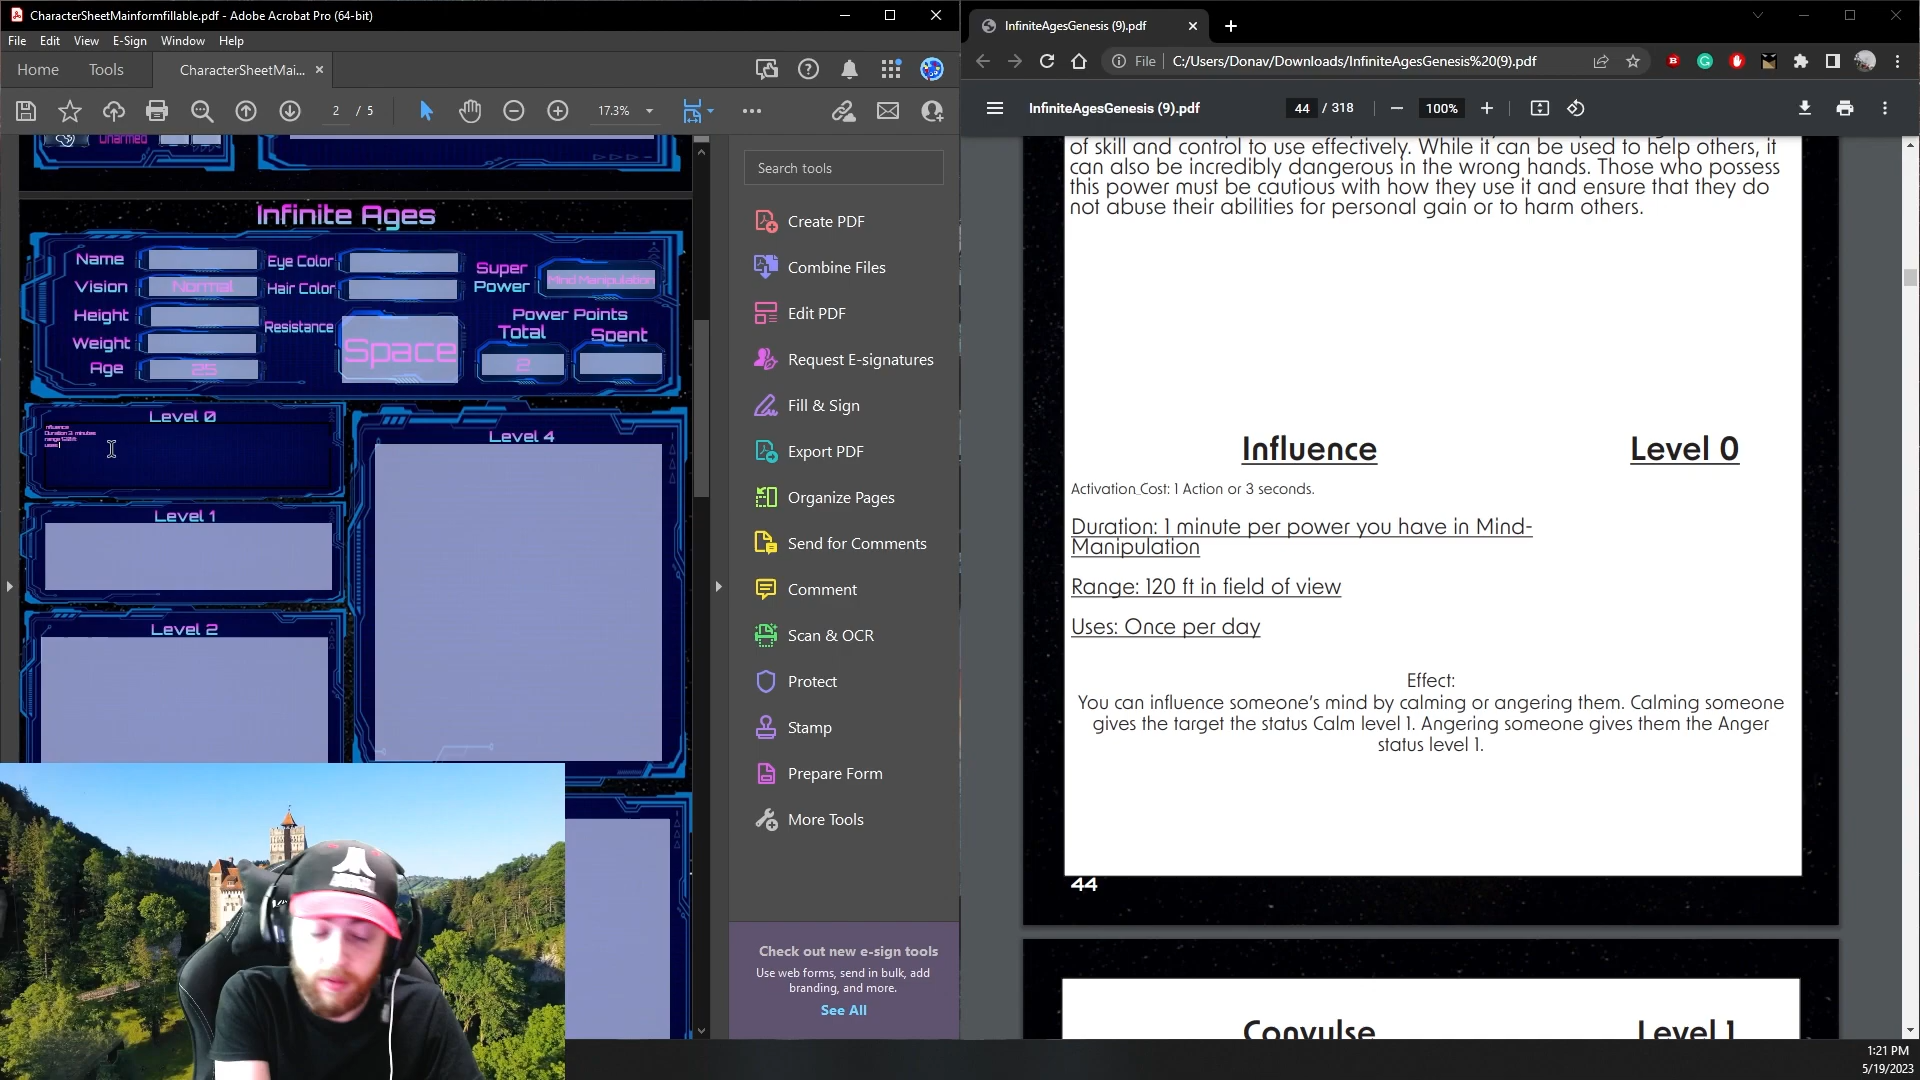 CharacterSheetMainformfillable.pdf - Adobe Acrobat Pro (64-bit)
File Edit View E-Sign Window Help
Home Tools CharacterSheetMai... ×
2 / 5 17.3%
Unarmed
Infinite Ages
Name
Vision Normal
Height
Weight
Age 25
Eye Color
Hair Color
Resistance Space
Super
Power Mind Manipulation
Power Points
Total Spent
2
Level 0
Influence
Duration 3 minutes
range 120ft
uses
Level 1
Level 2
Level 4
Search tools
Create PDF
Combine Files
Edit PDF
Request E-signatures
Fill & Sign
Export PDF
Organize Pages
Send for Comments
Comment
Scan & OCR
Protect
Stamp
Prepare Form
More Tools
Check out new e-sign tools
Use web forms, send in bulk, add
branding, and more.
See All
InfiniteAgesGenesis (9).pdf
File C:/Users/Donav/Downloads/InfiniteAgesGenesis%20(9).pdf
InfiniteAgesGenesis (9).pdf 44 / 318 100%
of skill and control to use effectively. While it can be used to help others, it
can also be incredibly dangerous in the wrong hands. Those who possess
this power must be cautious with how they use it and ensure that they do
not abuse their abilities for personal gain or to harm others.
Influence Level 0
Activation Cost: 1 Action or 3 seconds.
Duration: 1 minute per power you have in Mind-
Manipulation
Range: 120 ft in field of view
Uses: Once per day
Effect:
You can influence someone's mind by calming or angering them. Calming someone
gives the target the status Calm level 1. Angering someone gives them the Anger
status level 1.
44
Convulse Level 1
1:21 PM
5/19/2023